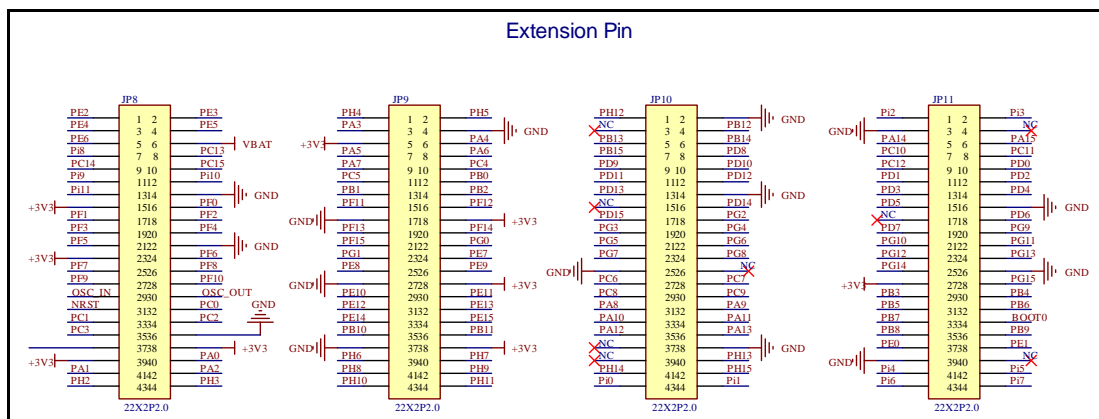 Extension Pin
JP8
PE2 1 2 PE3
PE4 3 4 PE5
PE6 5 6 VBAT
Pi8 7 8 PC13
PC14 9 10 PC15
Pi9 1112 Pi10
Pi11 1314 GND
+3V3 1516 PF0
PF1 1718 PF2
PF3 1920 PF4
PF5 2122 GND
+3V3 2324 PF6
PF7 2526 PF8
PF9 2728 PF10
OSC_IN 2930 OSC_OUT
NRST 3132 PC0
PC1 3334 PC2
PC3 3536 GND
3738 +3V3
+3V3 3940 PA0
PA1 4142 PA2
PH2 4344 PH3
22X2P2.0
JP9
PH4 1 2 PH5
PA3 3 4 GND
+3V3 5 6 PA4
PA5 7 8 PA6
PA7 9 10 PC4
PC5 1112 PB0
PB1 1314 PB2
PF11 1516 PF12
GND 1718 +3V3
PF13 1920 PF14
PF15 2122 PG0
PG1 2324 PE7
PE8 2526 PE9
GND 2728 +3V3
PE10 2930 PE11
PE12 3132 PE13
PE14 3334 PE15
PB10 3536 PB11
GND 3738 +3V3
PH6 3940 PH7
PH8 4142 PH9
PH10 4344 PH11
22X2P2.0
JP10
PH12 1 2 GND
NC 3 4 PB12
PB13 5 6 PB14
PB15 7 8 PD8
PD9 9 10 PD10
PD11 1112 PD12
PD13 1314 GND
NC 1516 PD14
PD15 1718 PG2
PG3 1920 PG4
PG5 2122 PG6
PG7 2324 PG8
GND 2526 NC
PC6 2728 PC7
PC8 2930 PC9
PA8 3132 PA9
PA10 3334 PA11
PA12 3536 PA13
NC 3738 GND
NC 3940 PH13
PH14 4142 PH15
Pi0 4344 Pi1
22X2P2.0
JP11
Pi2 1 2 Pi3
GND 3 4 NC
PA14 5 6 PA15
PC10 7 8 PC11
PC12 9 10 PD0
PD1 1112 PD2
PD3 1314 PD4
PD5 1516 GND
NC 1718 PD6
PD7 1920 PG9
PG10 2122 PG11
PG12 2324 PG13
PG14 2526 GND
+3V3 2728 PG15
PB3 2930 PB4
PB5 3132 PB6
PB7 3334 BOOT0
PB8 3536 PB9
PE0 3738 PE1
GND 3940 NC
Pi4 4142 Pi5
Pi6 4344 Pi7
22X2P2.0